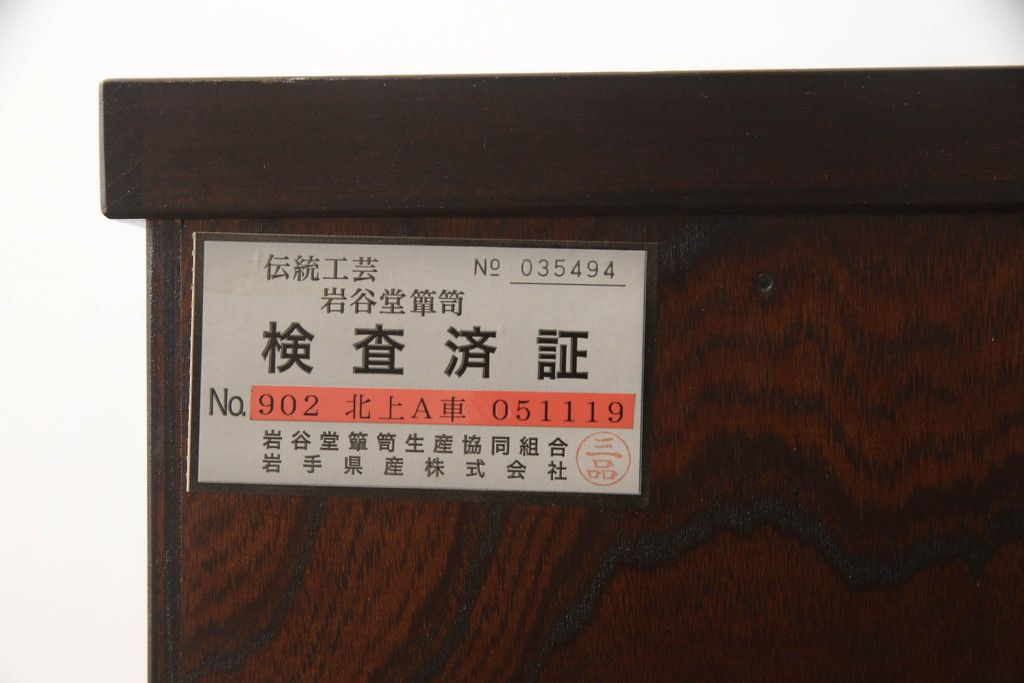 伝統工芸 № 035494
岩谷堂簞笥
検査済証
No. 902 北上A車 051119
岩谷堂簞笥生産協同組合
岩手県産株式会社
三品